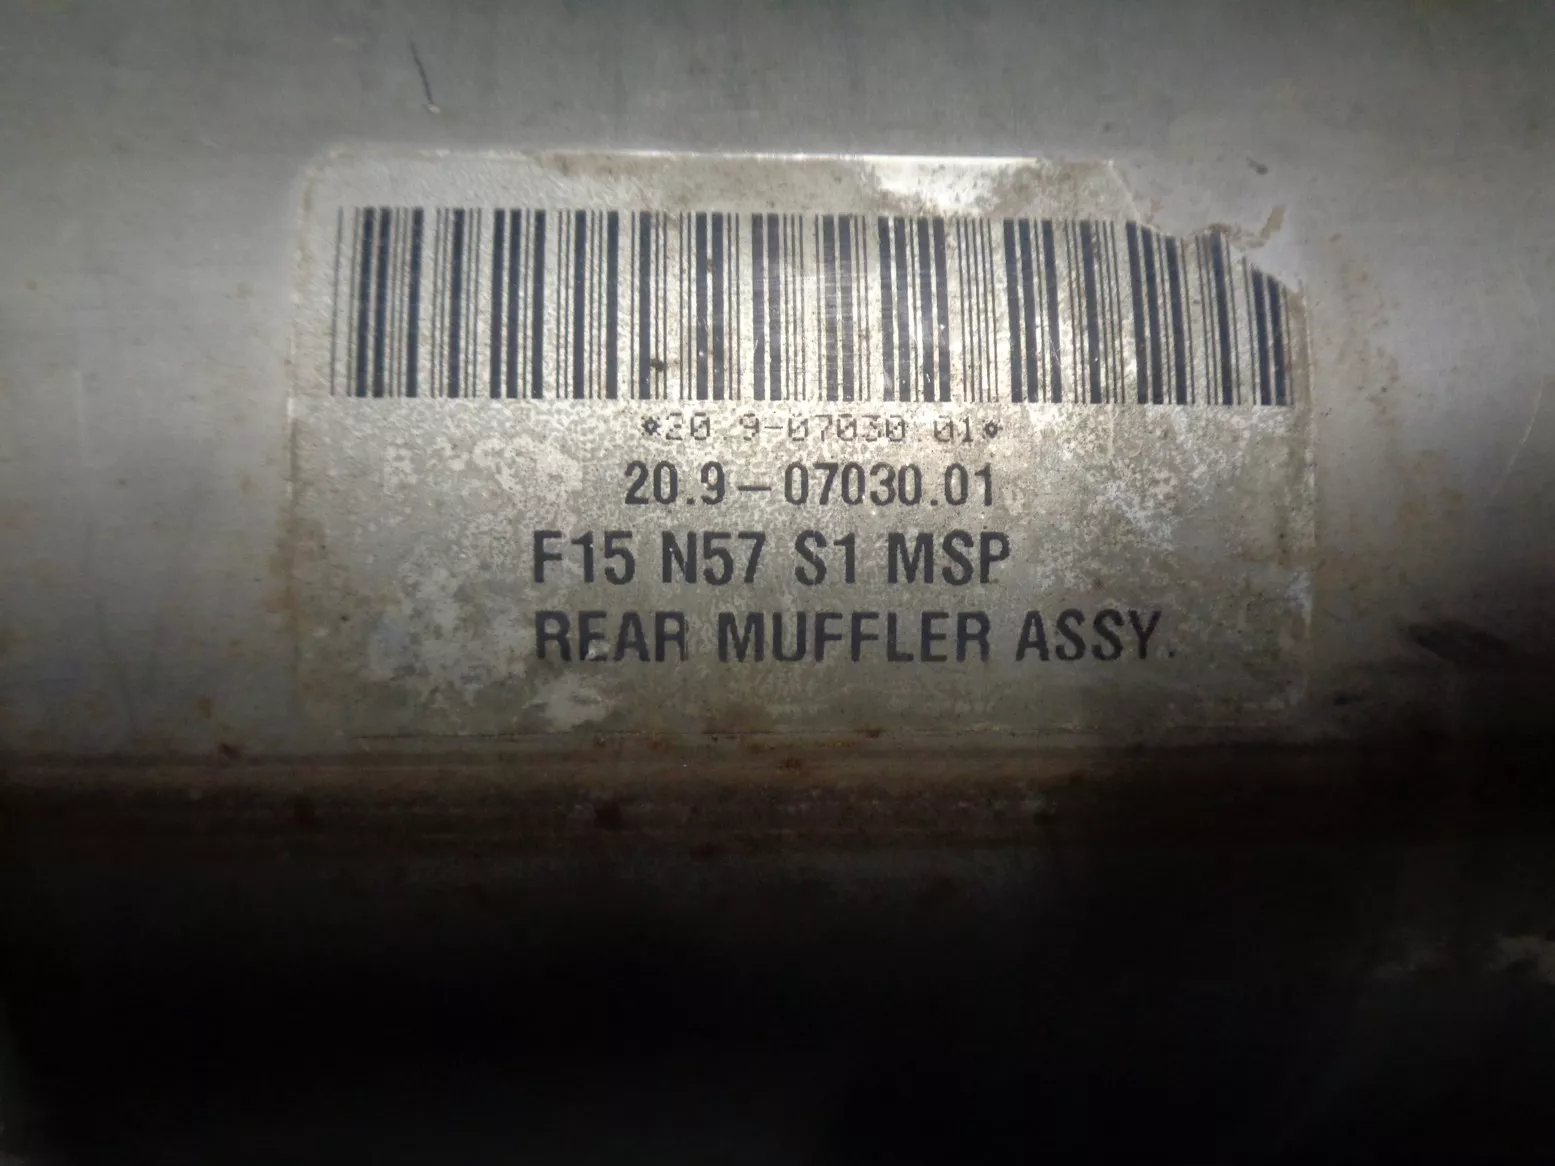 *20.9-07030.01*
20.9-07030.01
F15 N57 S1 MSP
REAR MUFFLER ASSY.